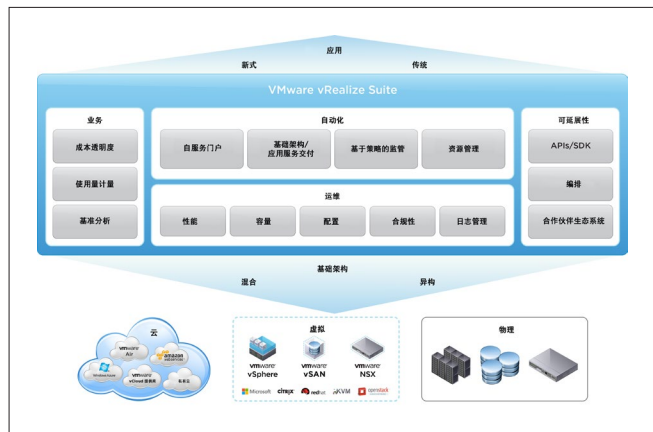 应用
新式 传统
VMware vRealize Suite
业务
成本透明度
使用量计量
基准分析
自动化
自服务门户
基础架构/
应用服务交付
基于策略的监管
资源管理
运维
性能
容量
配置
合规性
日志管理
可延展性
APIs/SDK
编排
合作伙伴生态系统
基础架构
混合 异构
云
vmware
Air
amazon
webservices
Windows Azure
vmware
vCloud
私有云
虚拟
vmware
vSphere
vmware
vSAN
vmware
NSX
Microsoft
citrix
redhat
KVM
openstack
物理